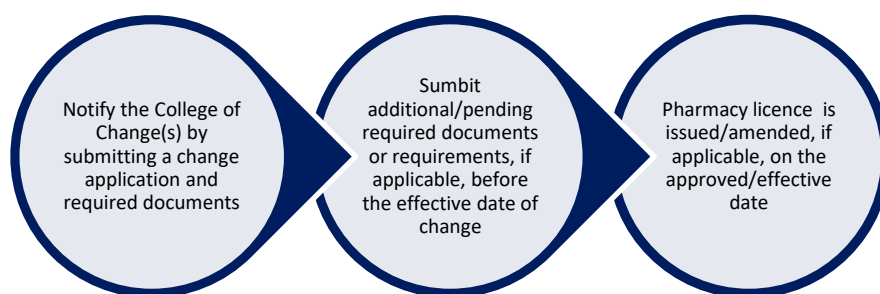 Notify the College of
Change(s) by
submitting a change
application and
required documents
Sumbit
additional/pending
required documents
or requirements, if
applicable, before
the effective date of
change
Pharmacy licence  is
issued/amended, if
applicable, on the
approved/effective
date